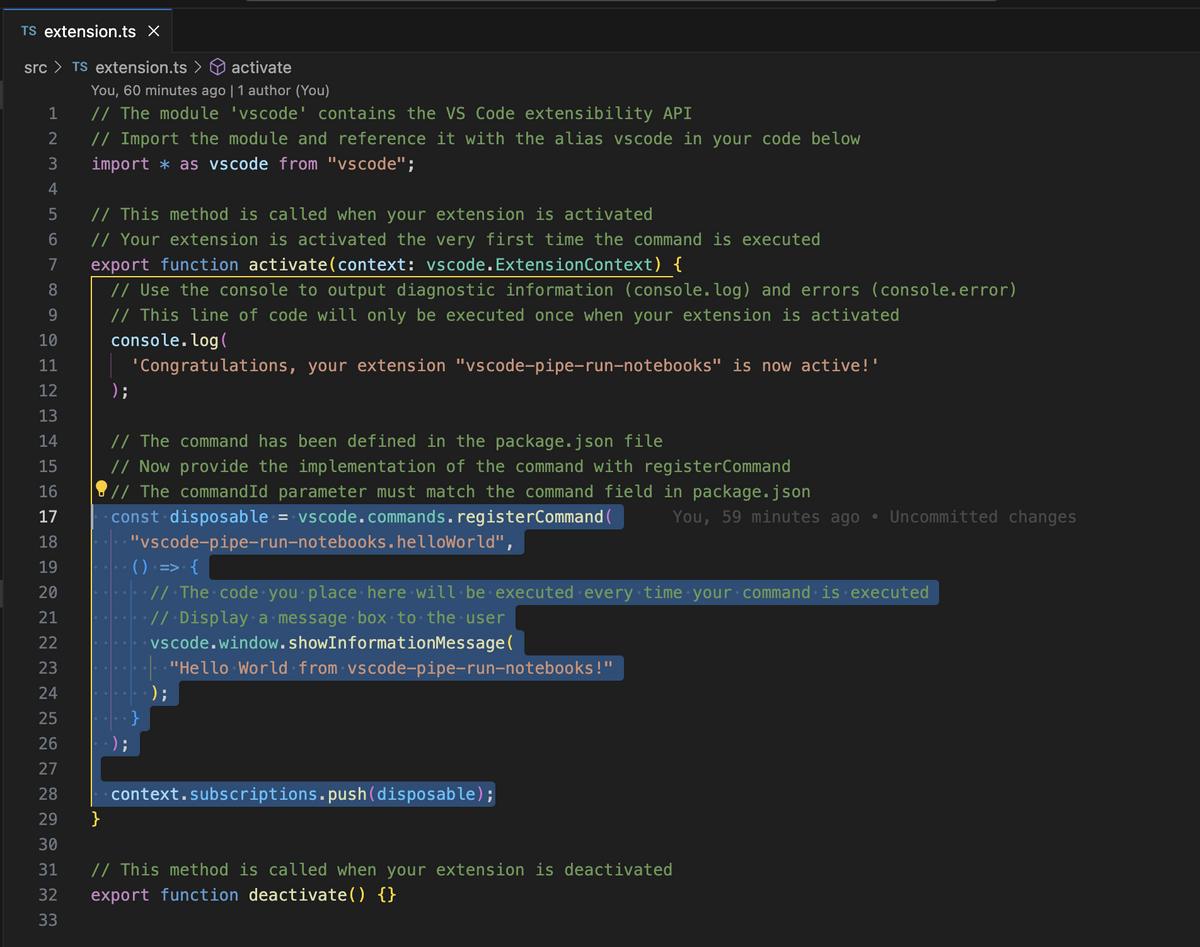 TS extension.ts ×
src > TS extension.ts > activate
You, 60 minutes ago | 1 author (You)
1 // The module 'vscode' contains the VS Code extensibility API
2 // Import the module and reference it with the alias vscode in your code below
3 import * as vscode from "vscode";
4
5 // This method is called when your extension is activated
6 // Your extension is activated the very first time the command is executed
7 export function activate(context: vscode.ExtensionContext) {
8 // Use the console to output diagnostic information (console.log) and errors (console.error)
9 // This line of code will only be executed once when your extension is activated
10 console.log(
11 'Congratulations, your extension "vscode-pipe-run-notebooks" is now active!'
12 );
13
14 // The command has been defined in the package.json file
15 // Now provide the implementation of the command with registerCommand
16 // The commandId parameter must match the command field in package.json
17 const disposable = vscode.commands.registerCommand( You, 59 minutes ago • Uncommitted changes
18 "vscode-pipe-run-notebooks.helloWorld",
19 () => {
20 // The code you place here will be executed every time your command is executed
21 // Display a message box to the user
22 vscode.window.showInformationMessage(
23 "Hello World from vscode-pipe-run-notebooks!"
24 );
25 }
26 );
27
28 context.subscriptions.push(disposable);
29 }
30
31 // This method is called when your extension is deactivated
32 export function deactivate() {}
33